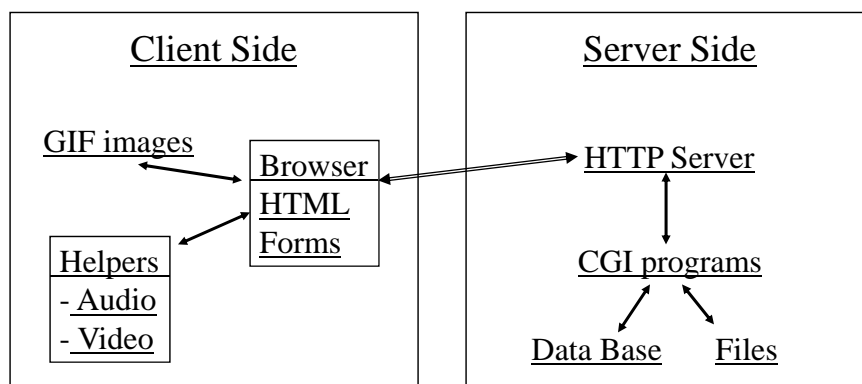 Client Side
GIF images
Browser
HTML
Forms
Helpers
- Audio
- Video
Server Side
HTTP Server
CGI programs
Data Base
Files